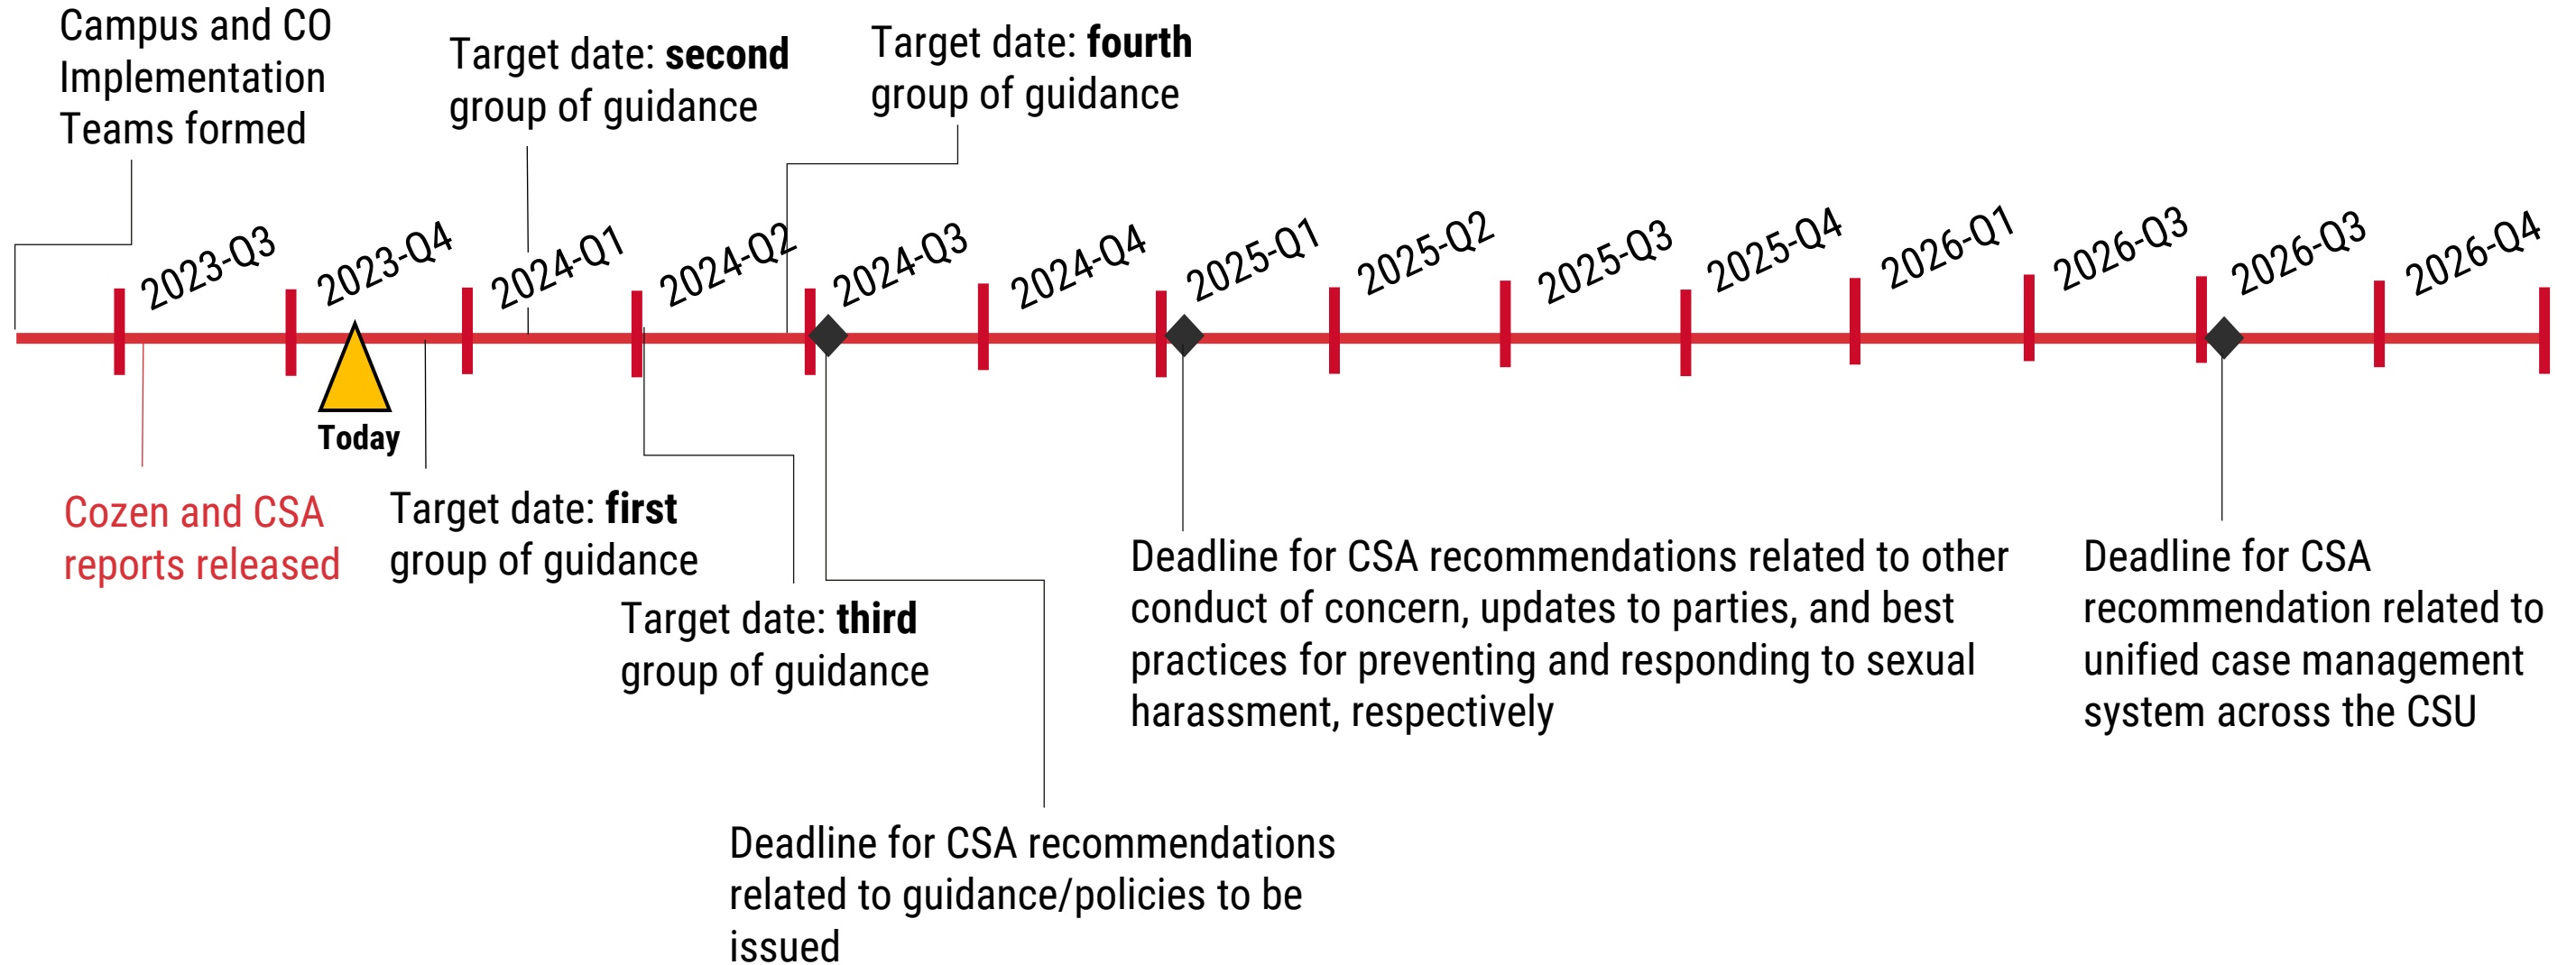 Campus and CO
Implementation
Teams formed
Target date: second
group of guidance
Target date: fourth
group of guidance
2023-Q3
2023-Q4
2024-Q1
2024-Q2
2024-Q3
2024-Q4
2025-Q1
2025-Q2
2025-Q3
2025-Q4
2026-Q1
2026-Q3
2026-Q3
2026-Q4
Today
Cozen and CSA
reports released
Target date: first
group of guidance
Target date: third
group of guidance
Deadline for CSA recommendations
related to guidance/policies to be
issued
Deadline for CSA recommendations related to other
conduct of concern, updates to parties, and best
practices for preventing and responding to sexual
harassment, respectively
Deadline for CSA
recommendation related to
unified case management
system across the CSU